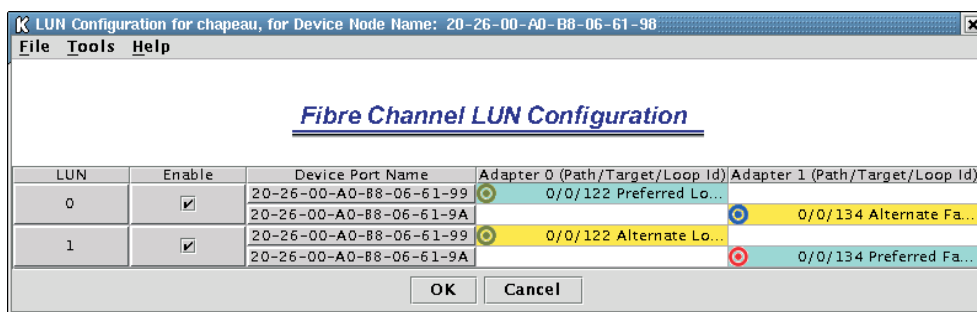 LUN Configuration for chapeau, for Device Node Name: 20-26-00-A0-B8-06-61-98
File Tools Help
Fibre Channel LUN Configuration
LUN Enable Device Port Name Adapter 0 (Path/Target/Loop Id) Adapter 1 (Path/Target/Loop Id)
0 20-26-00-A0-B8-06-61-99 0/0/122 Preferred Lo...
20-26-00-A0-B8-06-61-9A 0/0/134 Alternate Fa...
1 20-26-00-A0-B8-06-61-99 0/0/122 Alternate Lo...
20-26-00-A0-B8-06-61-9A 0/0/134 Preferred Fa...
OK Cancel